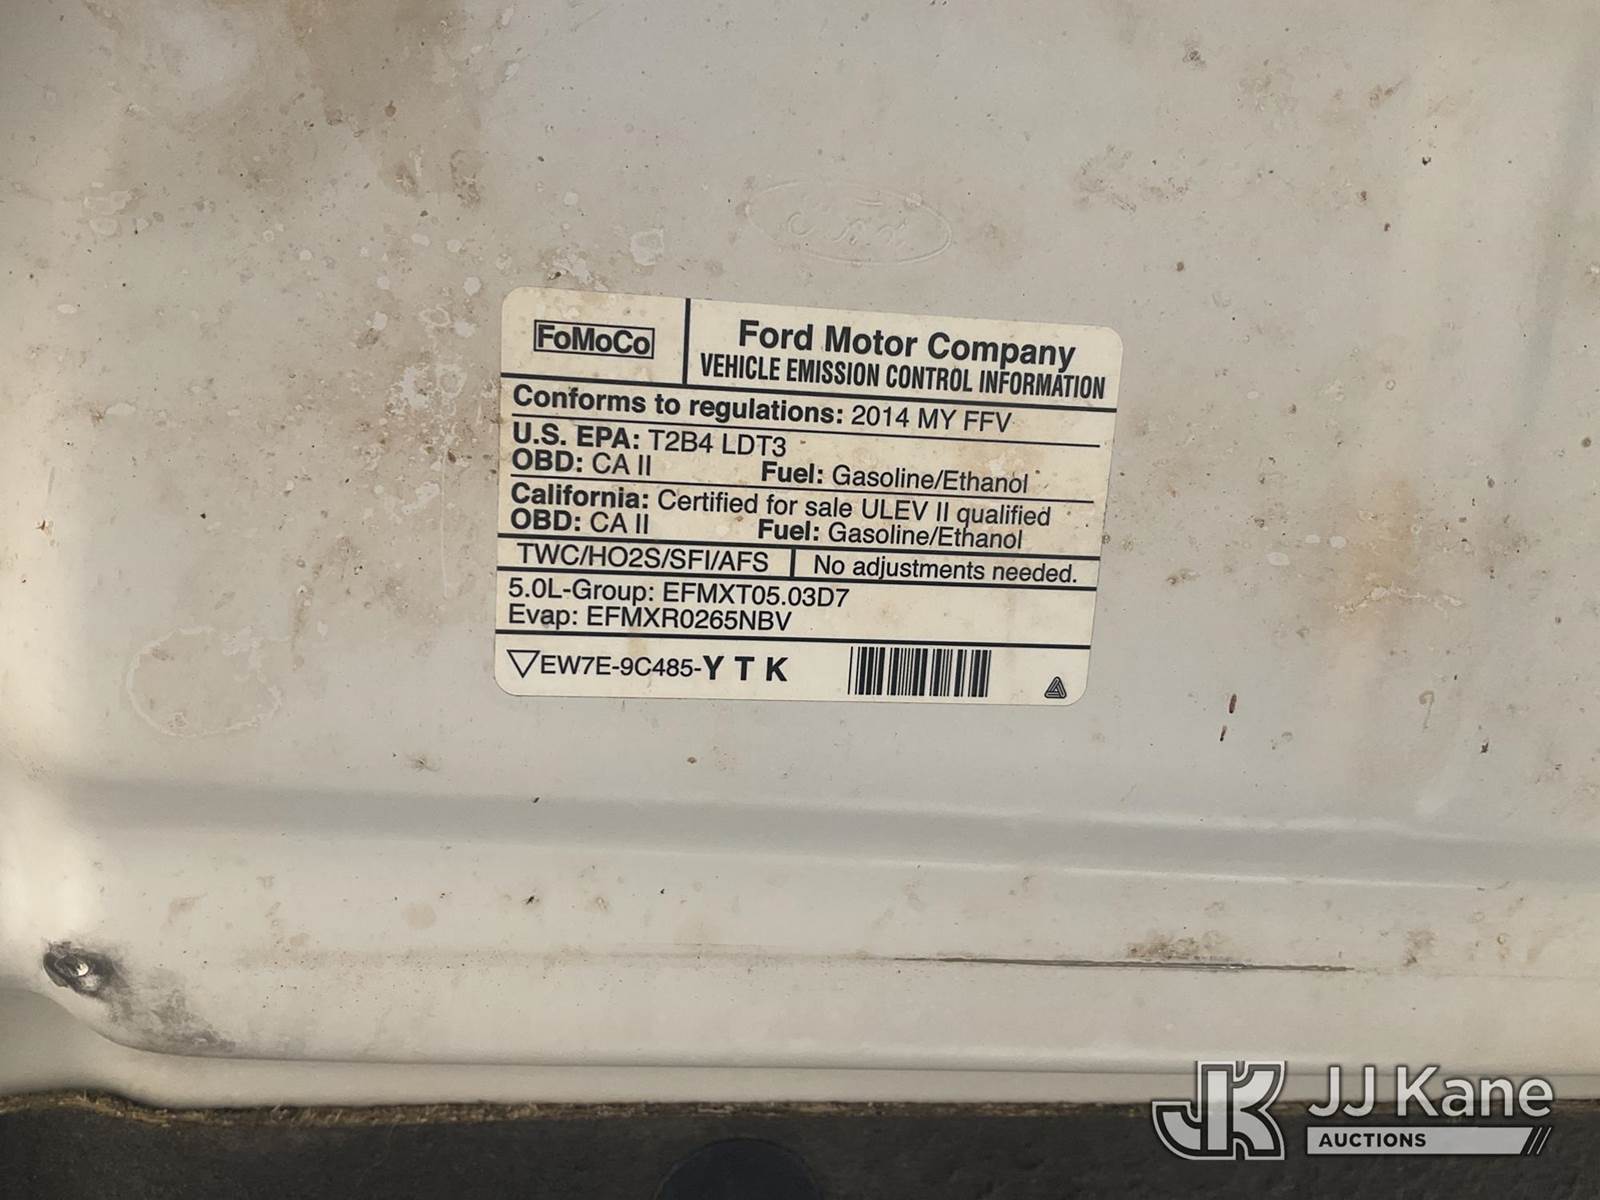 Ford
FoMoCo
Ford Motor Company
VEHICLE EMISSION CONTROL INFORMATION
Conforms to regulations: 2014 MY FFV
U.S. EPA: T2B4 LDT3
OBD: CA II Fuel: Gasoline/Ethanol
California: Certified for sale ULEV II qualified
OBD: CA II Fuel: Gasoline/Ethanol
TWC/HO2S/SFI/AFS No adjustments needed.
5.0L-Group: EFMXT05.03D7
Evap: EFMXR0265NBV
EW7E-9C485-Y T K
JK JJ Kane
AUCTIONS